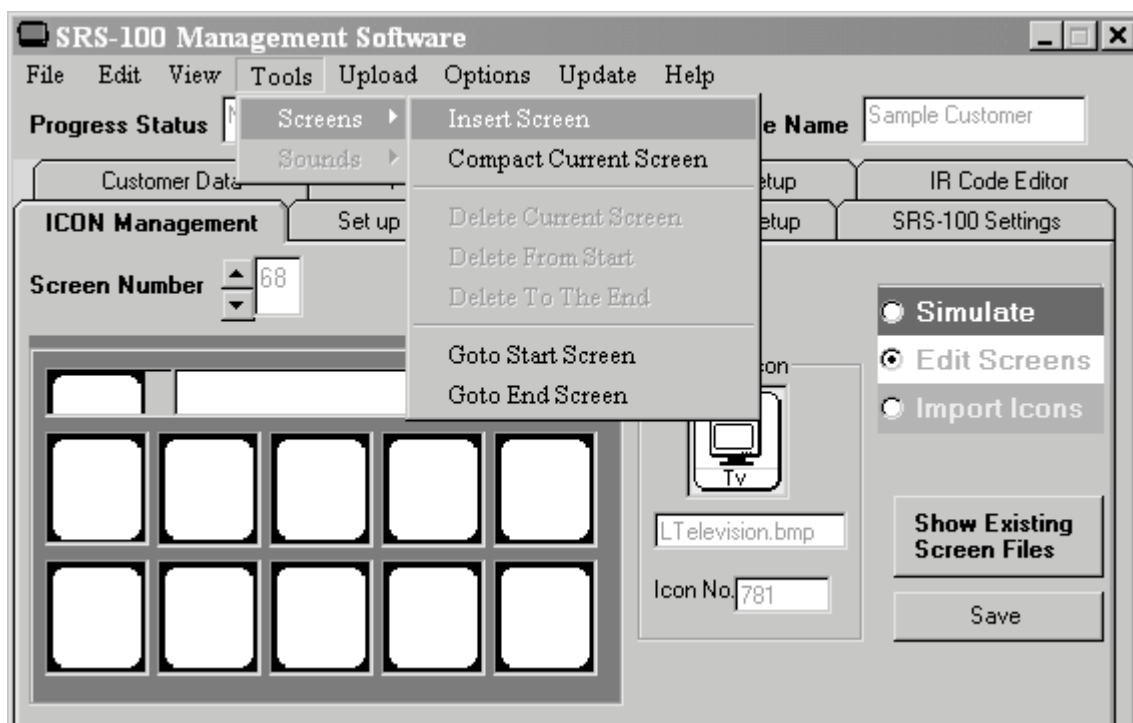 SRS-100 Management Software
File Edit View Tools Upload Options Update Help
Progress Status
e Name Sample Customer
Screens
Sounds
Insert Screen
Compact Current Screen
Delete Current Screen
Delete From Start
Delete To The End
Goto Start Screen
Goto End Screen
Customer Data etup IR Code Editor
ICON Management Set up etup SRS-100 Settings
Screen Number 68
Simulate
Edit Screens
Import Icons
on
Tv
LTelevision.bmp
Icon No. 781
Show Existing
Screen Files
Save